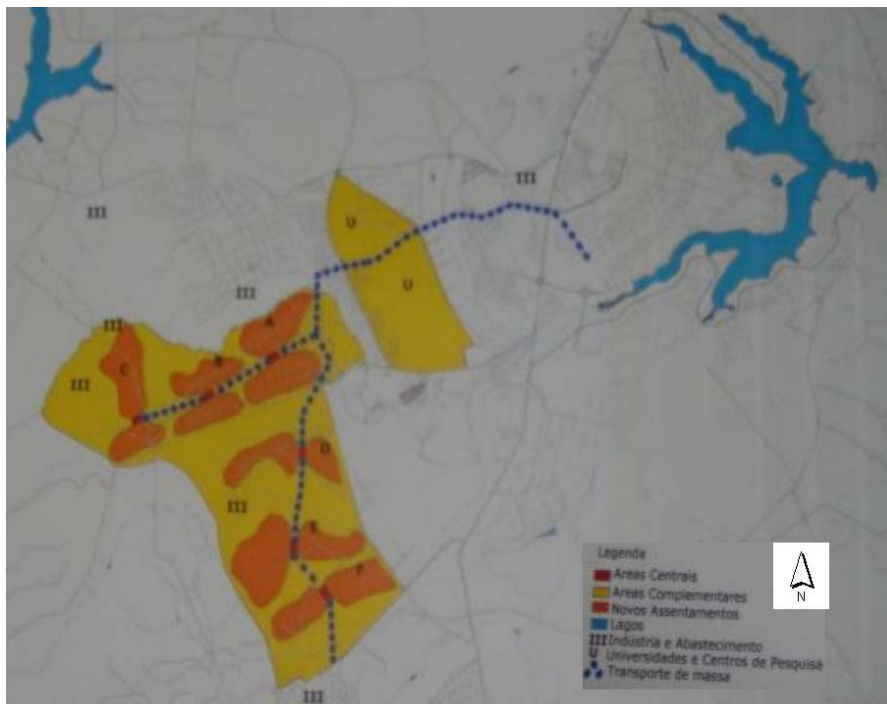 III
III
U
U
III
III
A
B
C
III
D
III
E
F
III
Legenda
Areas Centrais
Areas Complementares
Novos Assentamentos
Lagos
III Indústria e Abastecimento
U Universidades e Centros de Pesquisa
Transporte de massa
N